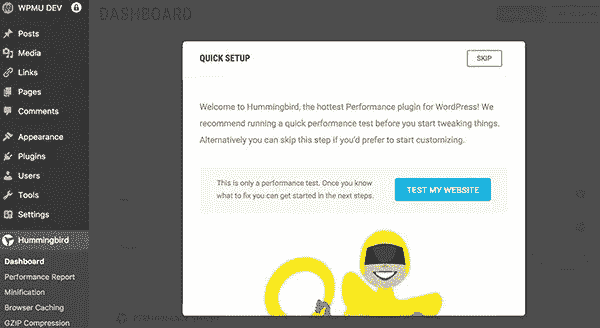 WPMU DEV
DASHBOARD
Posts
Media
Links
Pages
Comments
Appearance
Plugins
Users
Tools
Settings
Hummingbird
Dashboard
Performance Report
Minification
Browser Caching
GZIP Compression
QUICK SETUP
SKIP
Welcome to Hummingbird, the hottest Performance plugin for WordPress! We
recommend running a quick performance test before you start tweaking things.
Alternatively you can skip this step if you'd prefer to start customizing.
This is only a performance test. Once you know
what to fix you can get started in the next steps.
TEST MY WEBSITE